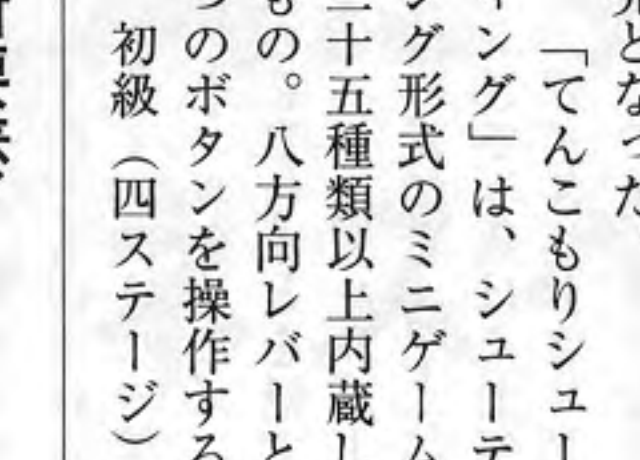 となった
「てんこもりシュー
ング」は、シューテ
ング形式のミニゲーム
二十五種類以上内蔵し
の。八方向レバーと
のボタンを操作する
初級（四ステージ）